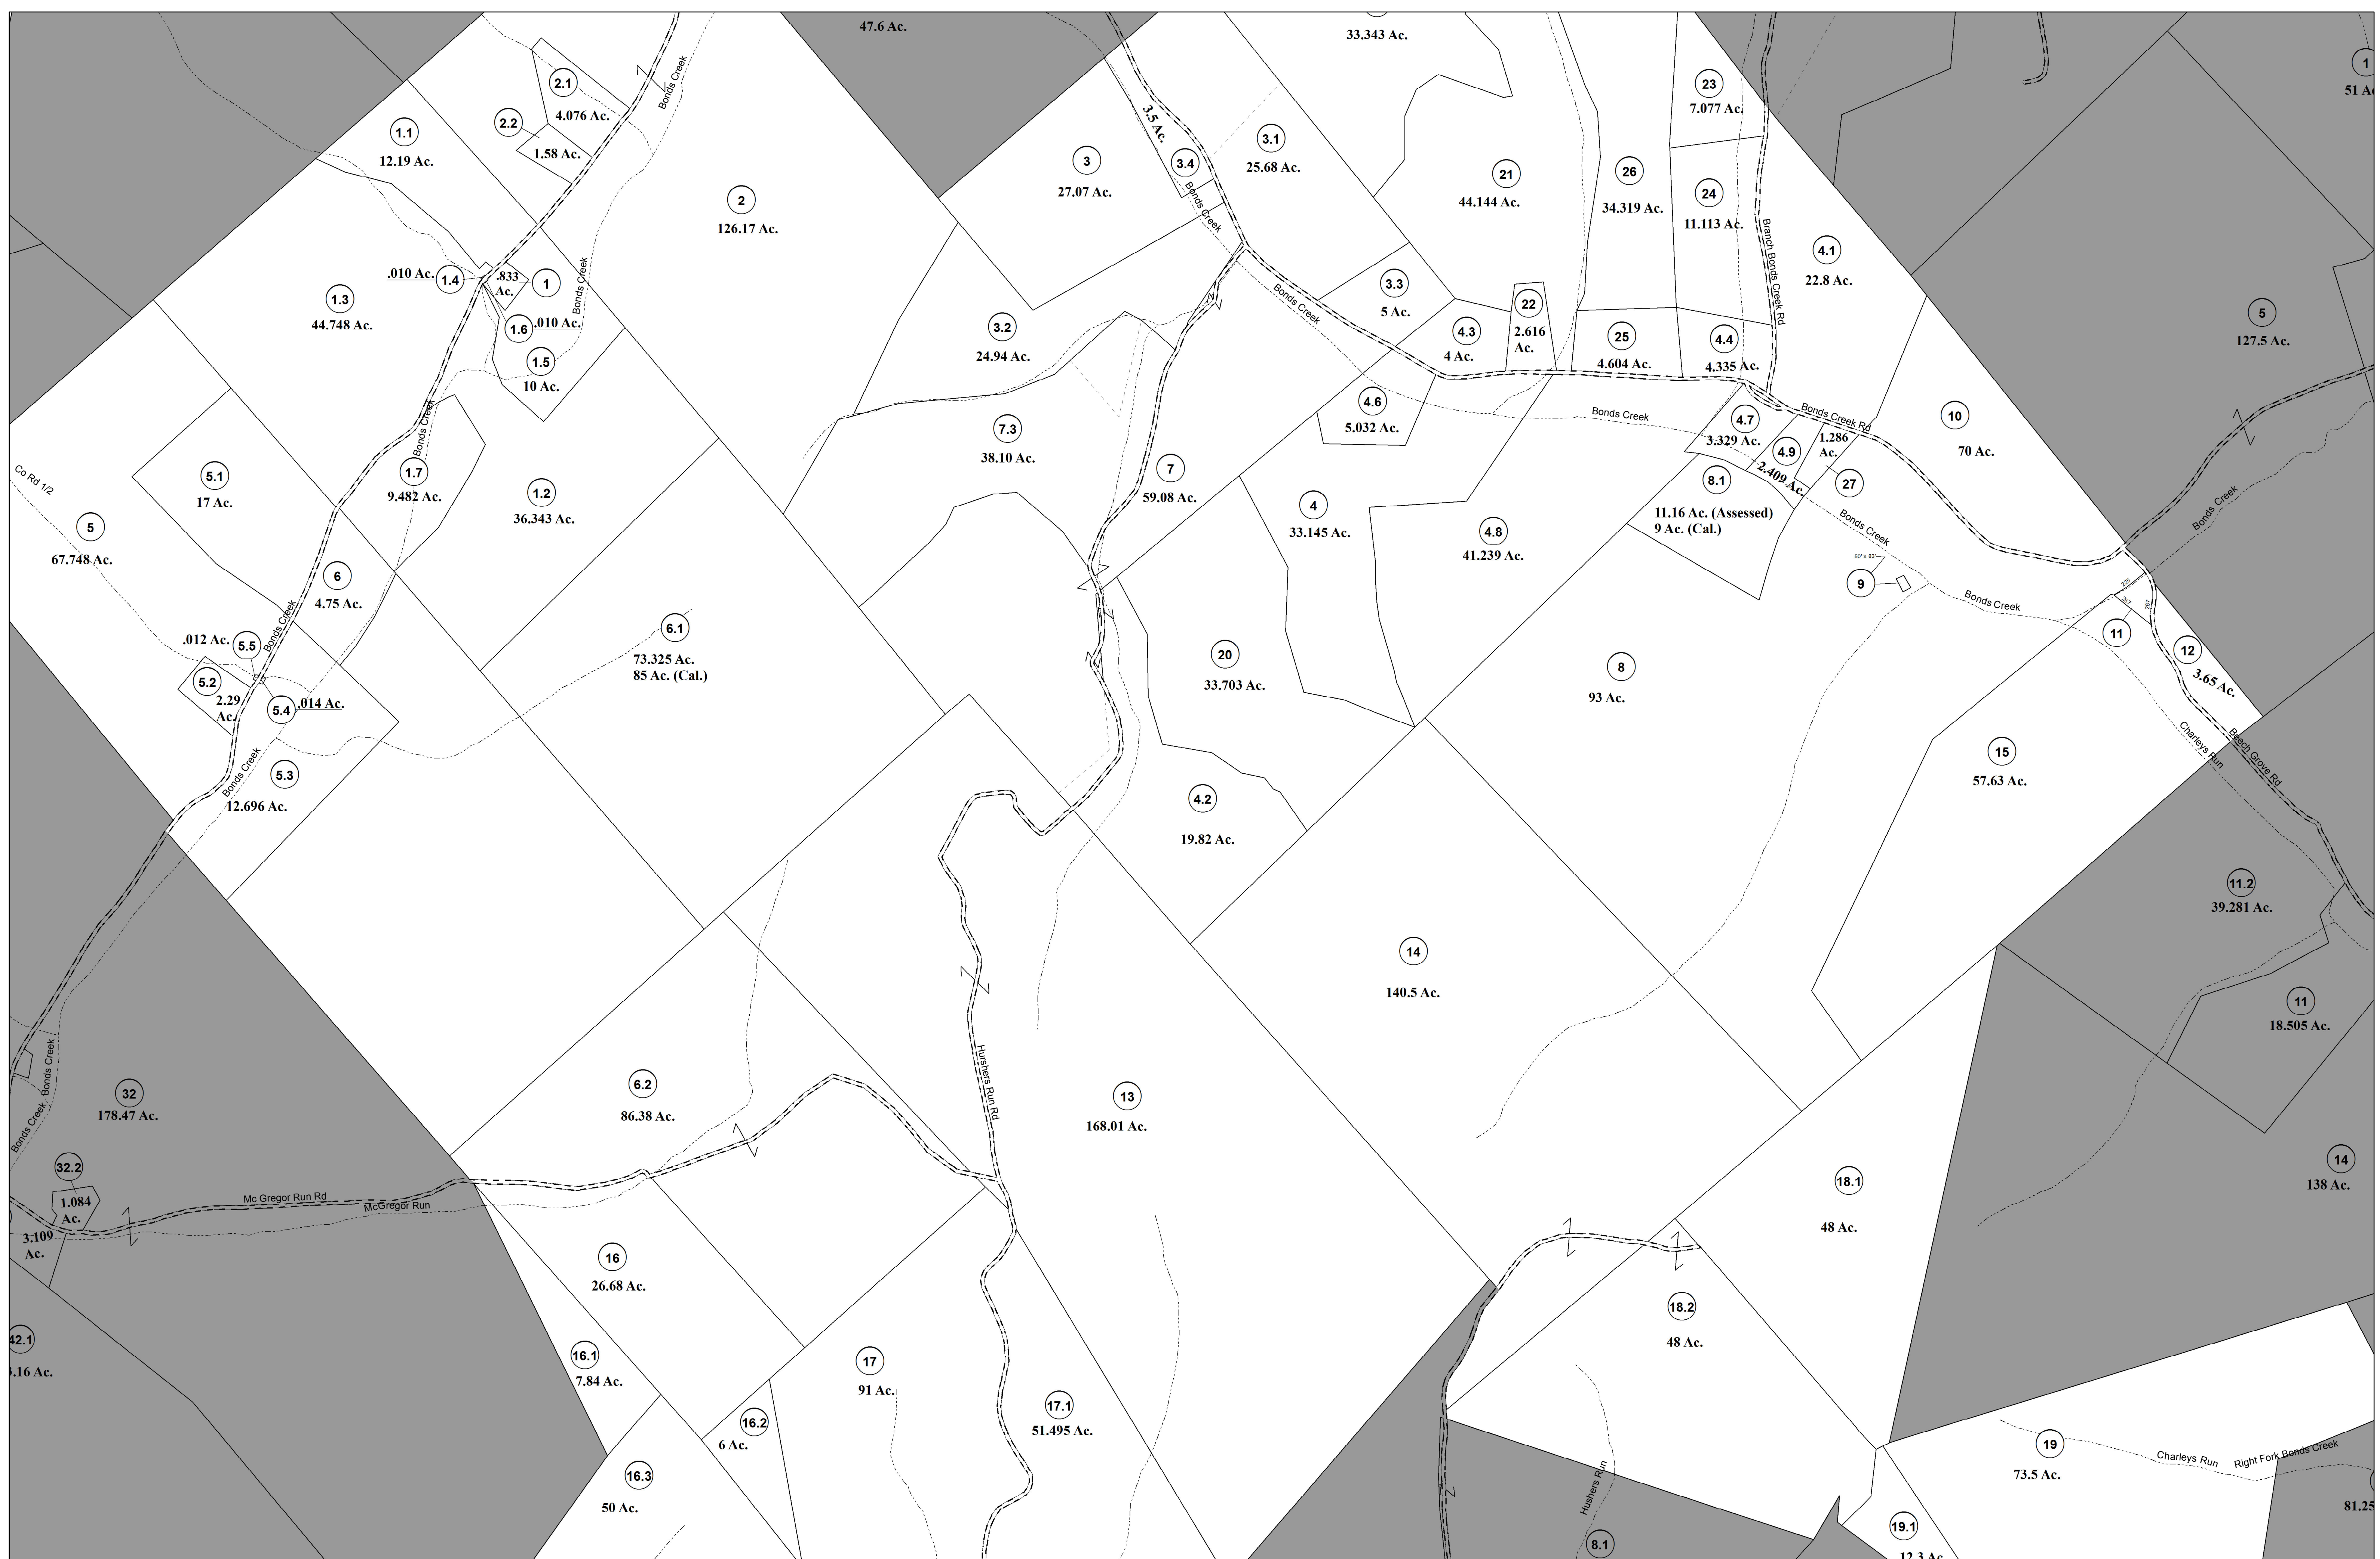 47.6 Ac.
33.343 Ac.
1
51 Ac
2.1
4.076 Ac.
Bonds Creek
23
7.077 Ac.
1.1
12.19 Ac.
2.2
1.58 Ac.
3.5 Ac.
3.4
3
27.07 Ac.
3.1
25.68 Ac.
21
44.144 Ac.
26
34.319 Ac.
24
11.113 Ac.
2
126.17 Ac.
Bonds Creek
Branch Bonds Creek Rd
4.1
22.8 Ac.
.010 Ac.
1.4
.833
Ac.
1
Bonds Creek
1.3
44.748 Ac.
1.6
.010 Ac.
3.3
5 Ac.
Bonds Creek
22
2.616
Ac.
5
127.5 Ac.
3.2
24.94 Ac.
4.3
4 Ac.
25
4.604 Ac.
4.4
4.335 Ac.
1.5
10 Ac.
4.6
5.032 Ac.
Bonds Creek
Bonds Creek Rd
10
70 Ac.
Bonds Creek
7.3
38.10 Ac.
4.7
3.329 Ac.
1.286
Ac.
4.9
2.409 Ac.
27
Co Rd 1/2
5.1
17 Ac.
1.7
9.482 Ac.
1.2
36.343 Ac.
7
59.08 Ac.
4
33.145 Ac.
8.1
11.16 Ac. (Assessed)
9 Ac. (Cal.)
Bonds Creek
Bonds Creek
5
67.748 Ac.
4.8
41.239 Ac.
50' x 83'
9
6
4.75 Ac.
225
267
267
Bonds Creek
6.1
73.325 Ac.
85 Ac. (Cal.)
Bonds Creek
.012 Ac.
5.5
11
12
3.65 Ac.
5.2
2.29
Ac.
5.4
.014 Ac.
20
33.703 Ac.
8
93 Ac.
Bonds Creek
5.3
12.696 Ac.
Charleys Run
Beech Grove Rd
15
57.63 Ac.
4.2
19.82 Ac.
11.2
39.281 Ac.
14
140.5 Ac.
11
18.505 Ac.
Bonds Creek
Bonds Creek
32
178.47 Ac.
6.2
86.38 Ac.
Hurshers Run Rd
13
168.01 Ac.
32.2
1.084
Ac.
Mc Gregor Run Rd
McGregor Run
3.109
Ac.
18.1
48 Ac.
14
138 Ac.
16
26.68 Ac.
18.2
48 Ac.
42.1
.16 Ac.
16.1
7.84 Ac.
17
91 Ac.
17.1
51.495 Ac.
16.2
6 Ac.
16.3
50 Ac.
Hushers Run
19
73.5 Ac.
Charleys Run
Right Fork Bonds Creek
81.25
19.1
12.3 Ac.
8.1